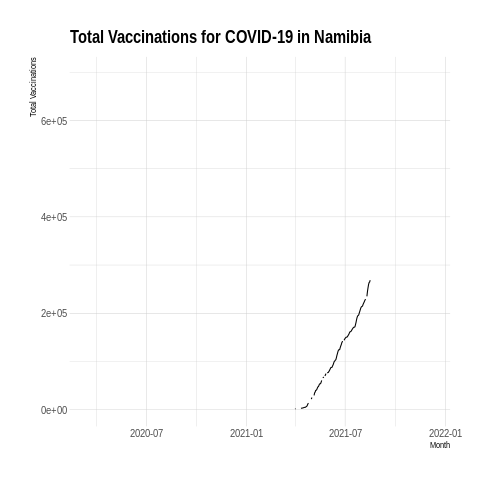 Total Vaccinations for COVID-19 in Namibia
Total Vaccinations
6e+05
4e+05
2e+05
0e+00
2020-07 2021-01 2021-07 2022-01
Month